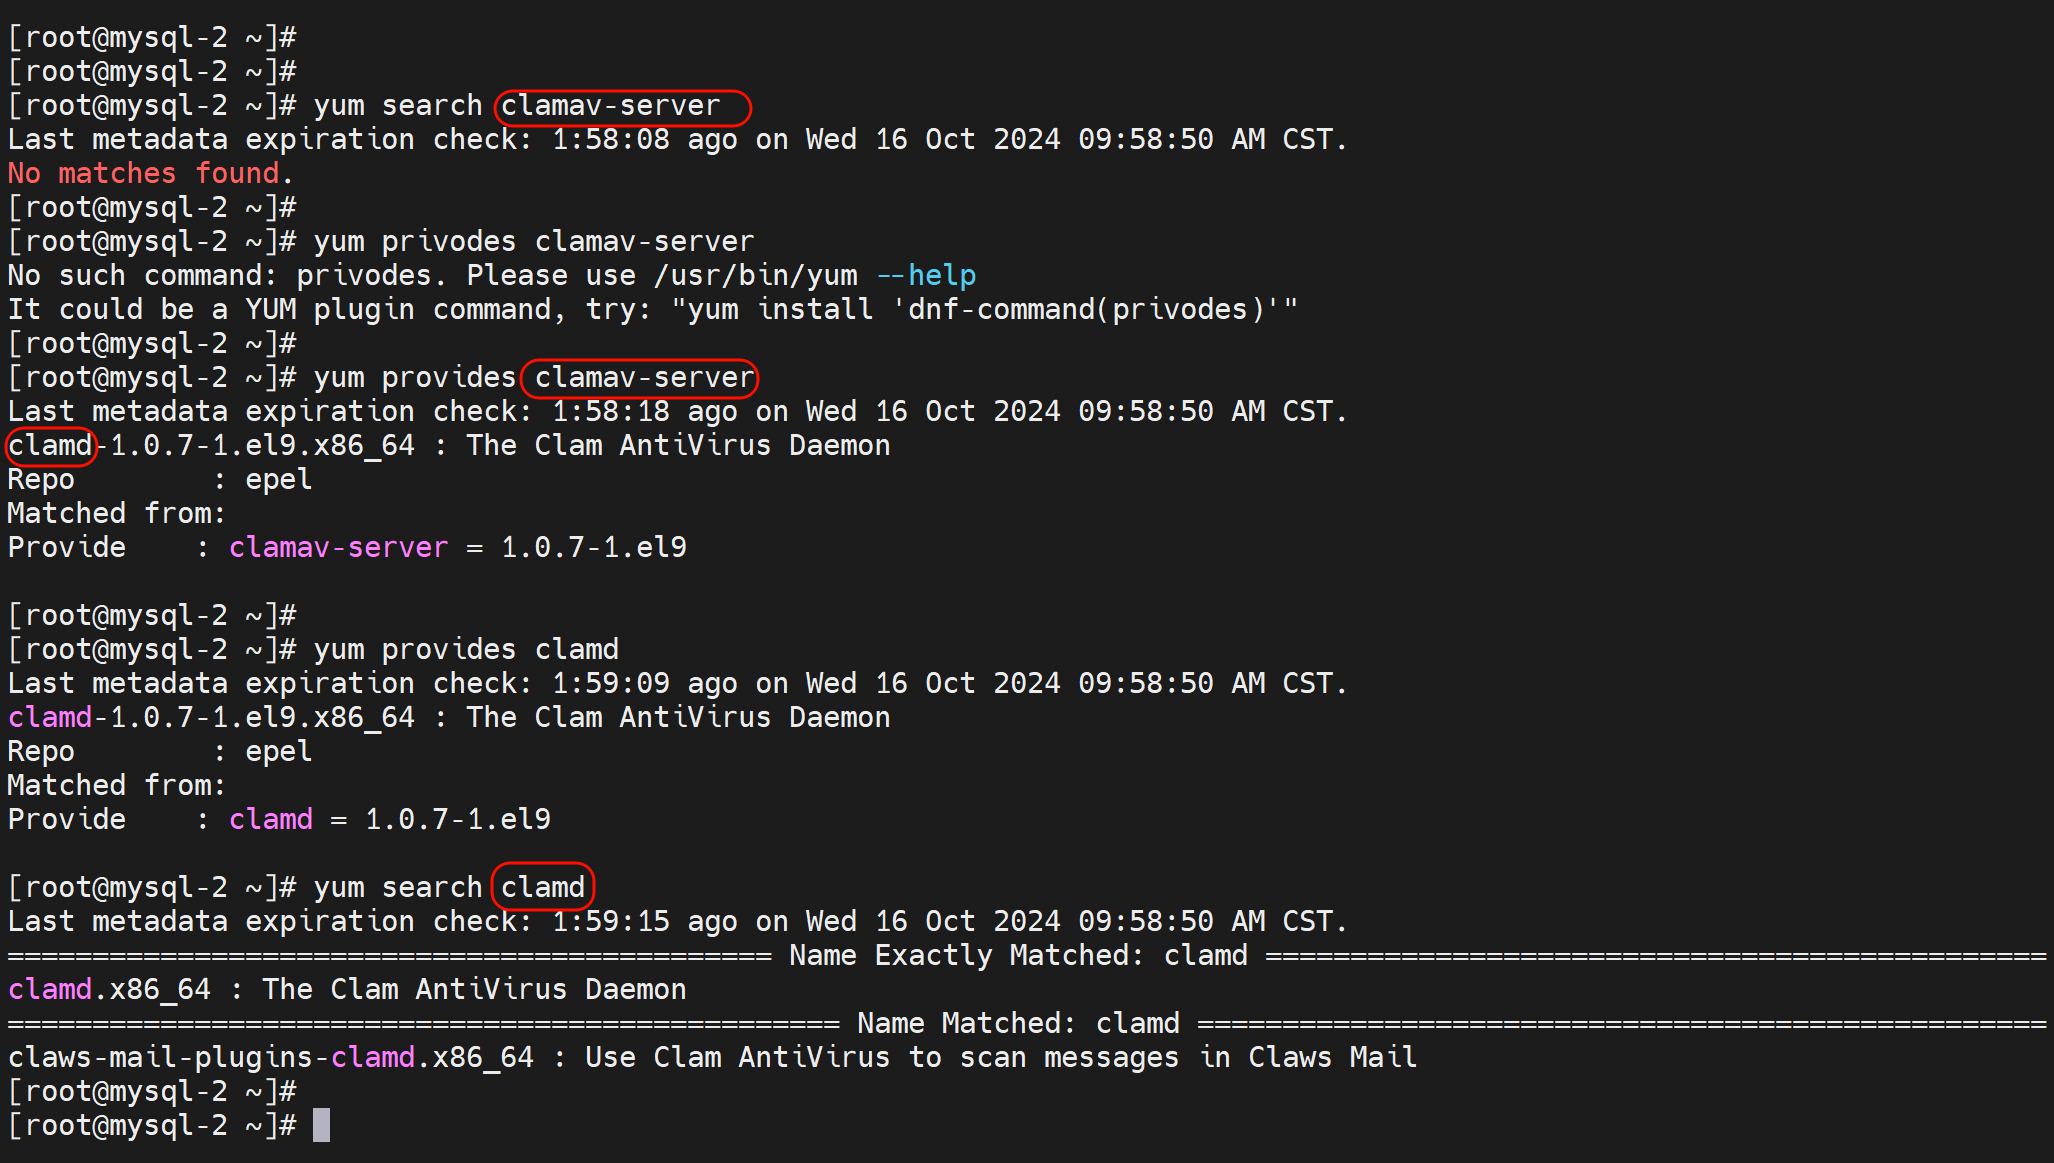 [root@mysql-2 ~]#
[root@mysql-2 ~]#
[root@mysql-2 ~]# yum search clamav-server
Last metadata expiration check: 1:58:08 ago on Wed 16 Oct 2024 09:58:50 AM CST.
No matches found.
[root@mysql-2 ~]#
[root@mysql-2 ~]# yum privodes clamav-server
No such command: privodes. Please use /usr/bin/yum --help
It could be a YUM plugin command, try: "yum install 'dnf-command(privodes)'"
[root@mysql-2 ~]#
[root@mysql-2 ~]# yum provides clamav-server
Last metadata expiration check: 1:58:18 ago on Wed 16 Oct 2024 09:58:50 AM CST.
clamd-1.0.7-1.el9.x86_64 : The Clam AntiVirus Daemon
Repo        : epel
Matched from:
Provide    : clamav-server = 1.0.7-1.el9
[root@mysql-2 ~]#
[root@mysql-2 ~]# yum provides clamd
Last metadata expiration check: 1:59:09 ago on Wed 16 Oct 2024 09:58:50 AM CST.
clamd-1.0.7-1.el9.x86_64 : The Clam AntiVirus Daemon
Repo        : epel
Matched from:
Provide    : clamd = 1.0.7-1.el9
[root@mysql-2 ~]# yum search clamd
Last metadata expiration check: 1:59:15 ago on Wed 16 Oct 2024 09:58:50 AM CST.
============================================= Name Exactly Matched: clamd ==============================================
clamd.x86_64 : The Clam AntiVirus Daemon
================================================= Name Matched: clamd ==================================================
claws-mail-plugins-clamd.x86_64 : Use Clam AntiVirus to scan messages in Claws Mail
[root@mysql-2 ~]#
[root@mysql-2 ~]#